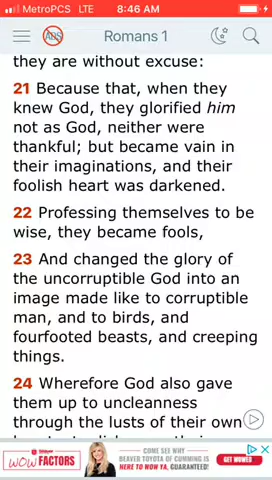 MetroPCS LTE 8:46 AM
ADS Romans 1
they are without excuse:
21 Because that, when they
knew God, they glorified him
not as God, neither were
thankful; but became vain in
their imaginations, and their
foolish heart was darkened.
22 Professing themselves to be
wise, they became fools,
23 And changed the glory of
the uncorruptible God into an
image made like to corruptible
man, and to birds, and
fourfooted beasts, and creeping
things.
24 Wherefore God also gave
them up to uncleanness
through the lusts of their own
WOW FACTORS
COME SEE WHY
BEAVER TOYOTA OF CUMMING IS
HERE TO WOW YA, GUARANTEED!
GET WOWED